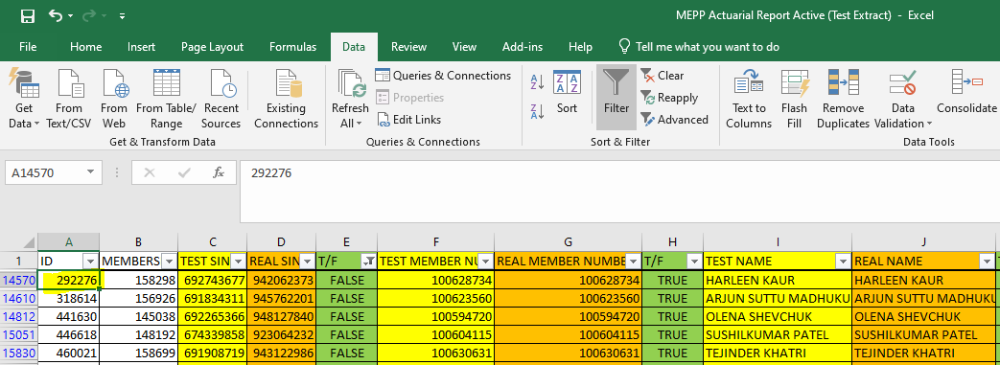 MEPP Actuarial Report Active (Test Extract) - Excel
File Home Insert Page Layout Formulas Data Review View Add-ins Help Tell me what you want to do
Get Data From Text/CSV From Web From Table/ Range Recent Sources Existing Connections
Get & Transform Data
Refresh All Queries & Connections Properties Edit Links
Queries & Connections
Sort Filter Clear Reapply Advanced
Sort & Filter
Text to Columns Flash Fill Remove Duplicates Data Validation Consolidate
Data Tools
A14570 fx 292276
A B C D E F G H I J
1 ID MEMBERS TEST SIN REAL SIN T/F TEST MEMBER NU REAL MEMBER NUMBE T/F TEST NAME REAL NAME
14570 292276 158298 692743677 942062373 FALSE 100628734 100628734 TRUE HARLEEN KAUR HARLEEN KAUR
14610 318614 156926 691834311 945762201 FALSE 100623560 100623560 TRUE ARJUN SUTTU MADHUKU ARJUN SUTTU MADHUKU
14812 441630 145038 692265366 948127840 FALSE 100594720 100594720 TRUE OLENA SHEVCHUK OLENA SHEVCHUK
15051 446618 148192 674339858 923064232 FALSE 100604115 100604115 TRUE SUSHILKUMAR PATEL SUSHILKUMAR PATEL
15830 460021 158699 691908719 943122986 FALSE 100630631 100630631 TRUE TEJINDER KHATRI TEJINDER KHATRI